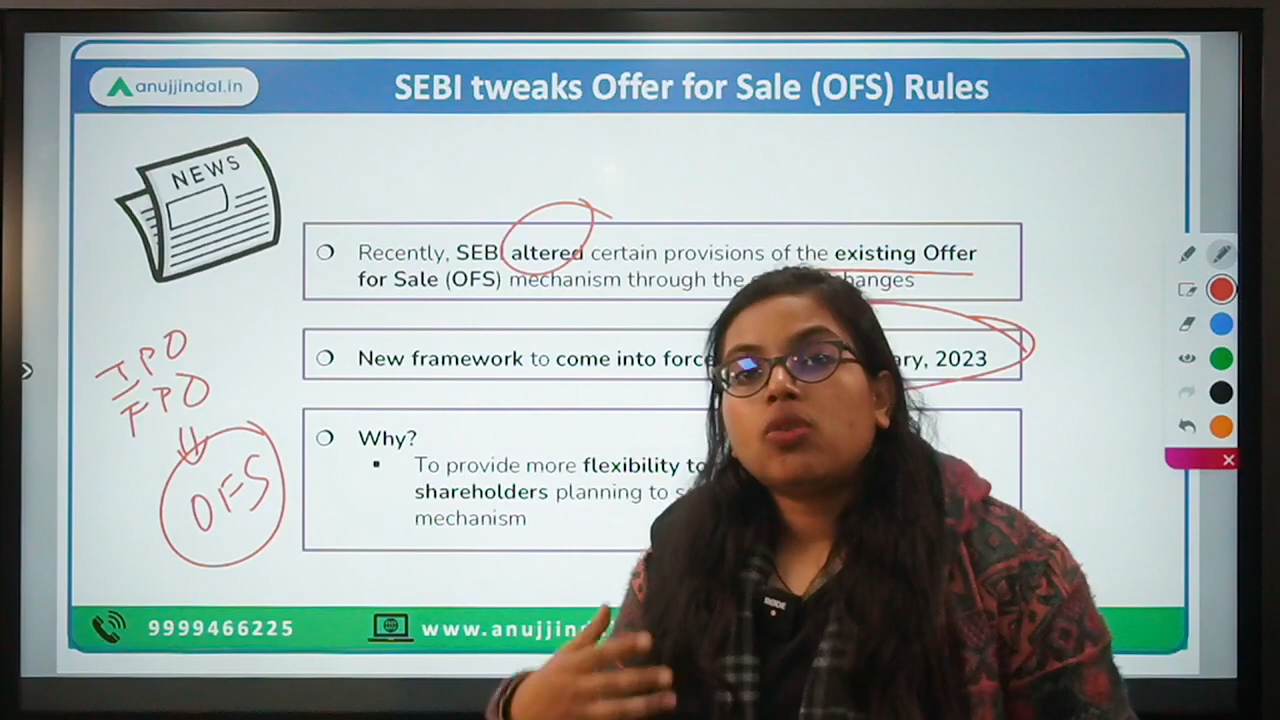 anujjindal.in
SEBI tweaks Offer for Sale (OFS) Rules
NEWS
Recently, SEBI altered certain provisions of the existing Offer
for Sale (OFS) mechanism through the changes
New framework to come into force 2023
Why?
To provide more flexibility to
shareholders planning to
mechanism
IPO
FPO
OFS
9999466225
www.anujjin
RODE